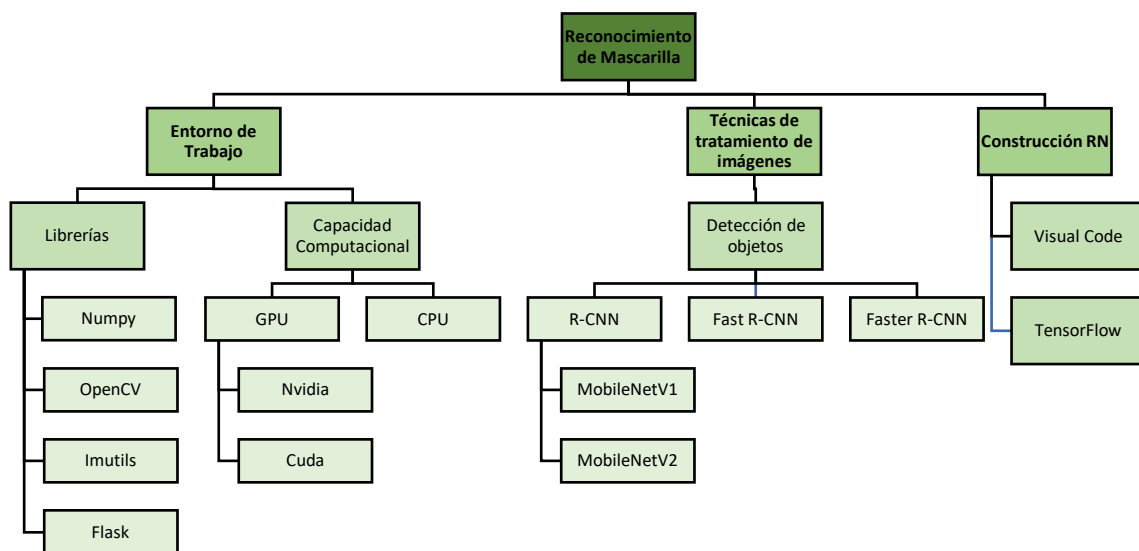 Reconocimiento
de Mascarilla
Entorno de
Trabajo
Técnicas de
tratamiento de
imágenes
Construcción RN
Librerías
Capacidad
Computacional
Detección de
objetos
Visual Code
Numpy
GPU
CPU
R-CNN
Fast R-CNN
Faster R-CNN
TensorFlow
OpenCV
Nvidia
MobileNetV1
Imutils
Cuda
MobileNetV2
Flask